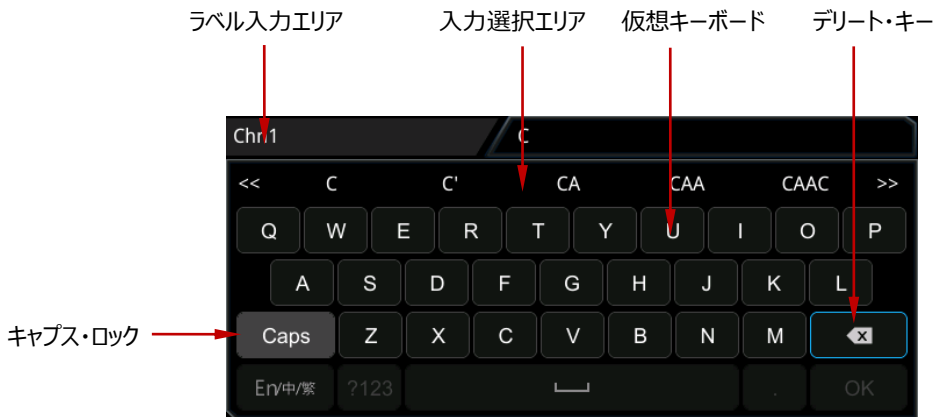 ラベル入力エリア 入力選択エリア 仮想キーボード デリート・キー
Chn1 C
<< C C' CA CAA CAAC >>
Q W E R T Y U I O P
A S D F G H J K L
キャプス・ロック Caps Z X C V B N M
En/中/繁 ?123 . OK